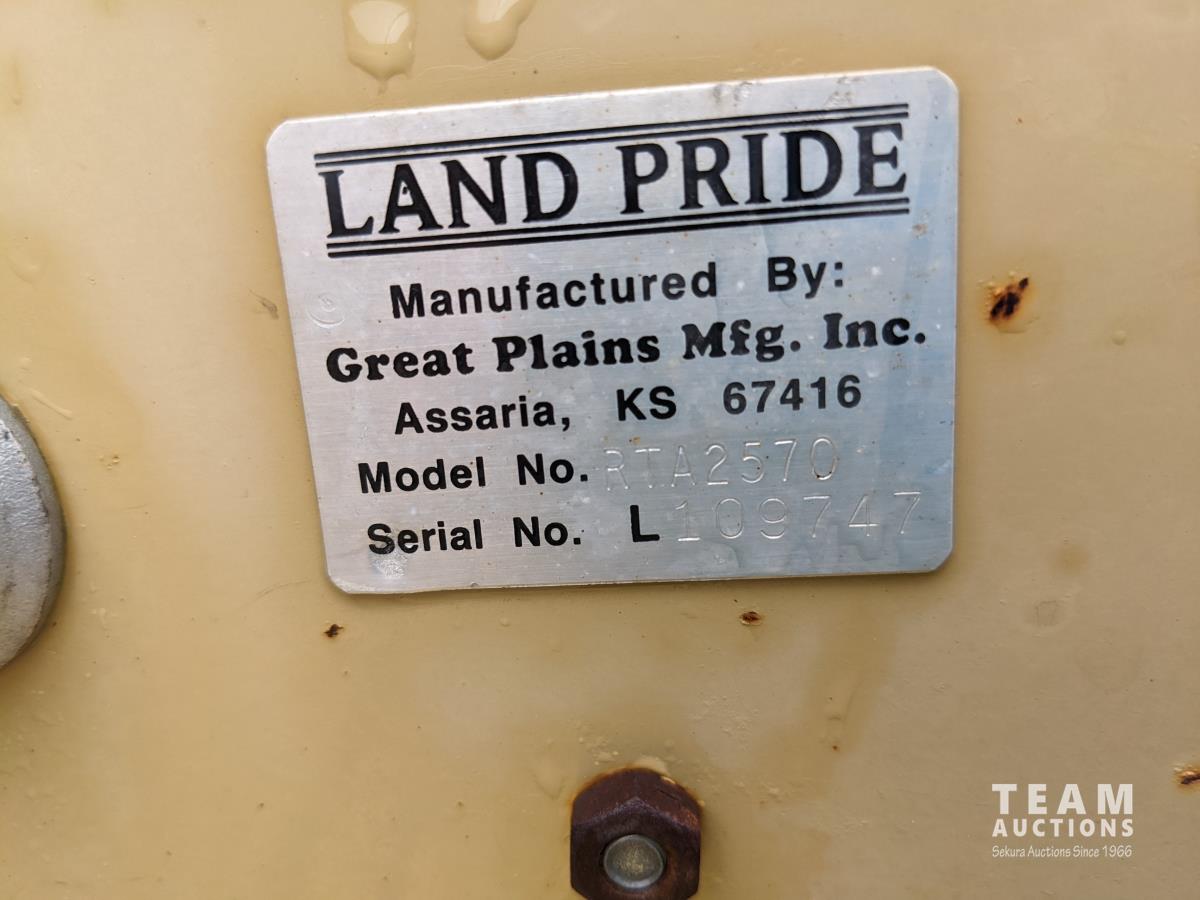 LAND PRIDE
Manufactured By:
Great Plains Mfg. Inc.
Assaria, KS 67416
Model No. RTA2570
Serial No. L109747
TEAM
AUCTIONS
Sekura Auctions Since 1966